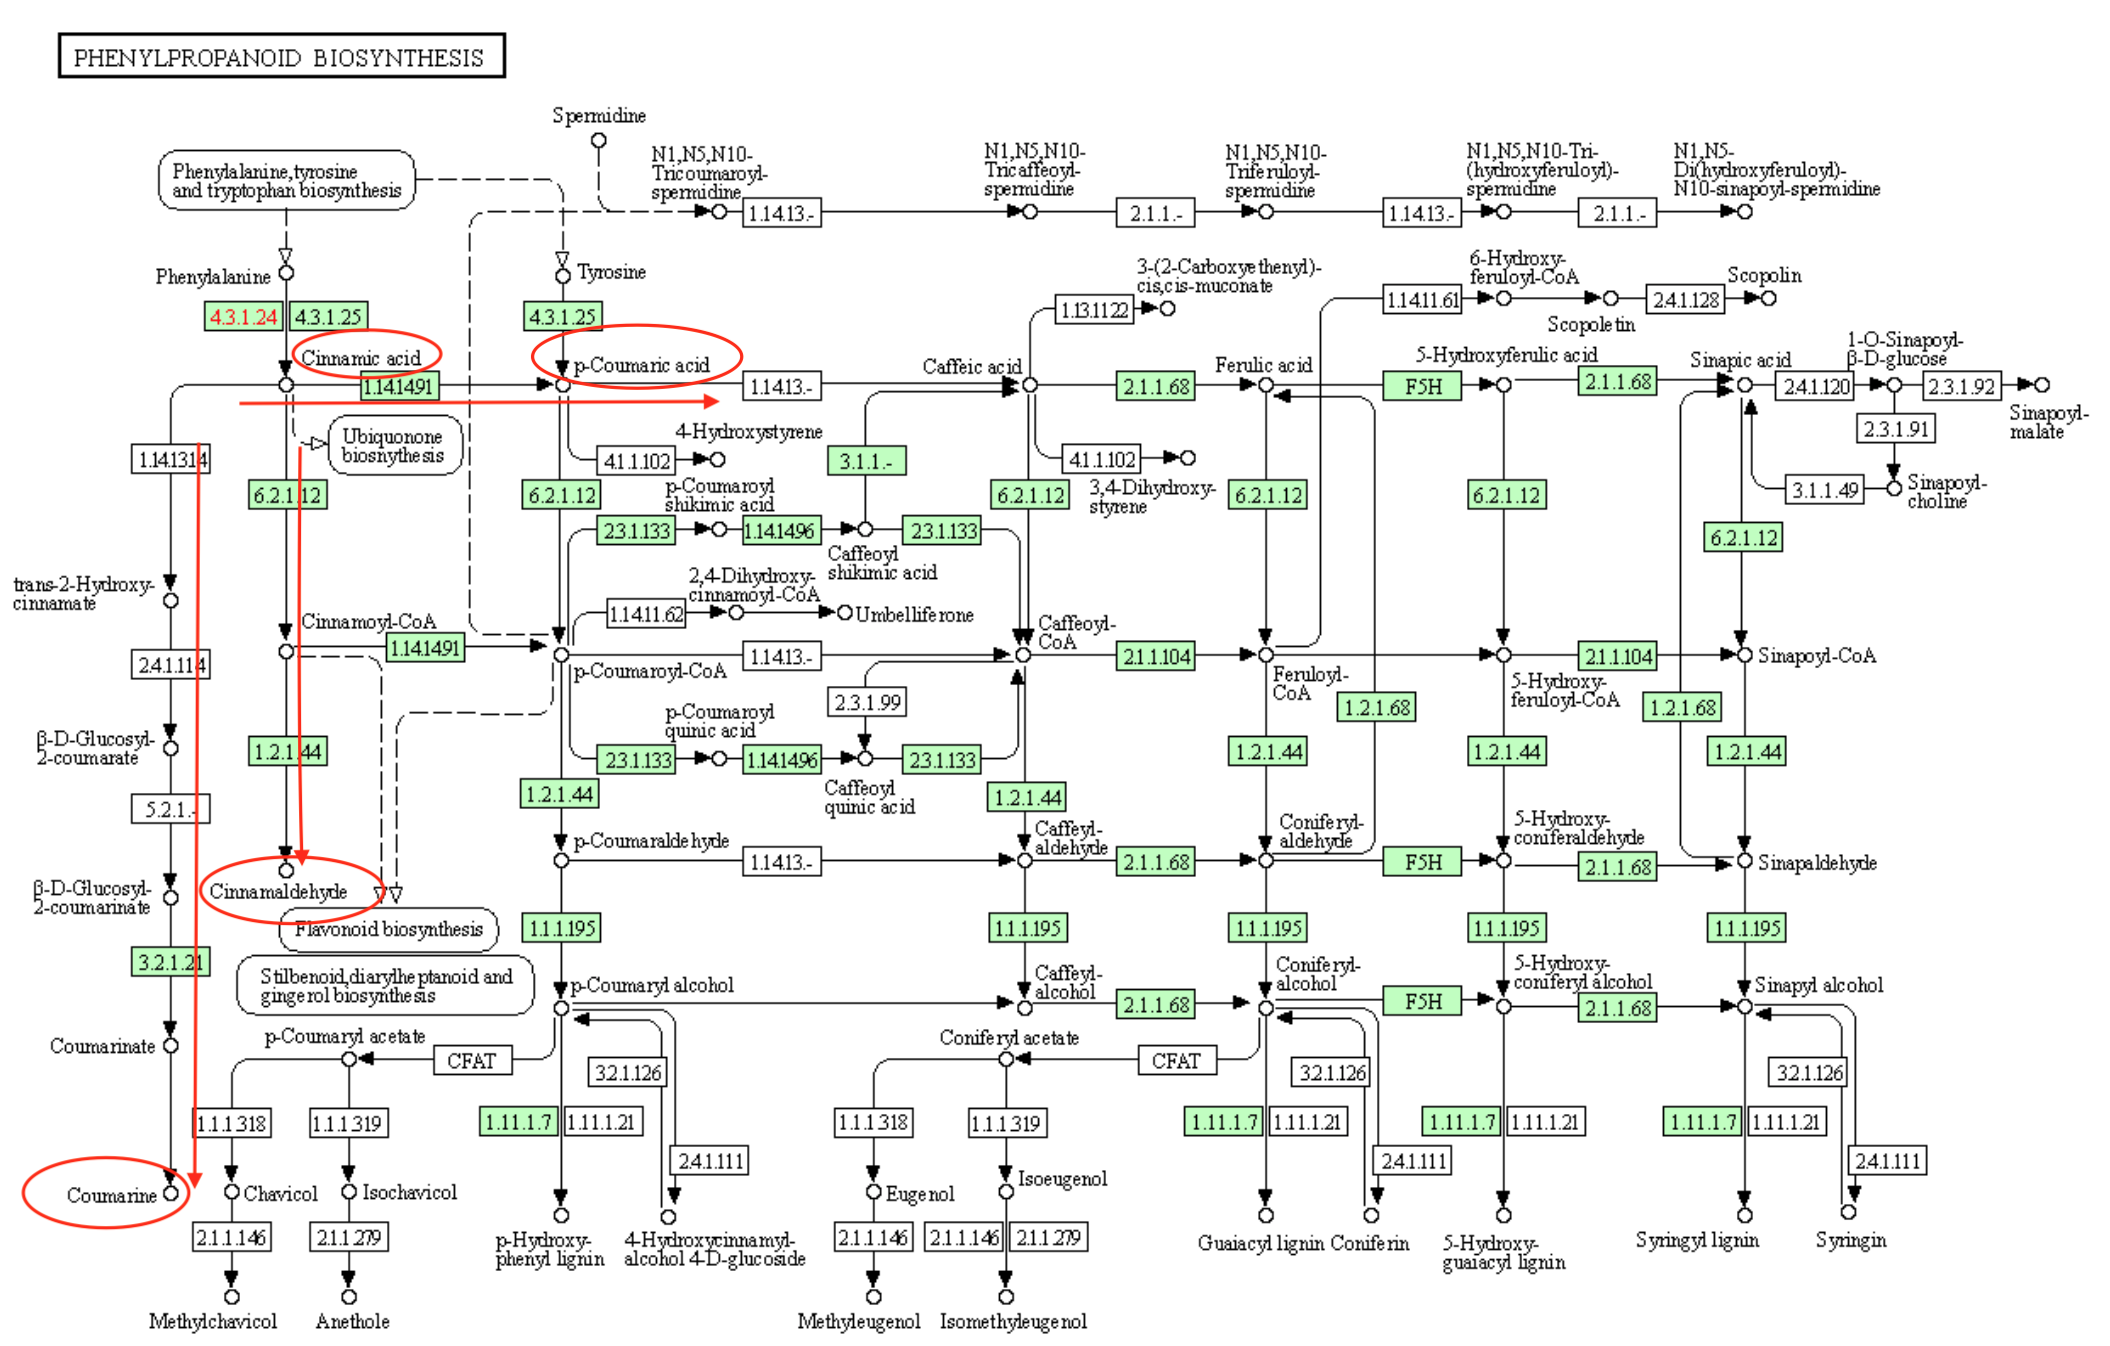 PHENYLPROPANOID BIOSYNTHESIS
Spermidine
Phenylalanine, tyrosine
and tryptophan biosynthesis
N1,N5,N10-
Tricoumaroyl-
spermidine
1.14.13.-
N1,N5,N10-
Tricaffeoyl-
spermidine
2.1.1.-
N1,N5,N10-
Triferuloyl-
spermidine
1.14.13.-
N1,N5,N10-Tri-
(hydroxyferuloyl)-
spermidine
2.1.1.-
N1,N5-
Di(hydroxyferuloyl)-
N10-sinapoyl-spermidine
Phenylalanine
Tyrosine
3-(2-Carboxyethenyl)-
cis,cis-muconate
6-Hydroxy-
feruloyl-CoA
Scopolin
4.3.1.24
4.3.1.25
4.3.1.25
1.13.11.22
1.14.11.61
2.4.1.128
Scopoletin
Cinnamic acid
p-Coumaric acid
Caffeic acid
Ferulic acid
5-Hydroxyferulic acid
Sinapic acid
1-O-Sinapoyl-
β-D-glucose
1.14.14.91
1.14.13.-
2.1.1.68
F5H
2.1.1.68
2.4.1.120
2.3.1.92
Sinapoyl-
malate
Ubiquonone
biosnythesis
4-Hydroxystyrene
2.3.1.91
1.14.13.14
4.1.1.102
3.1.1.-
4.1.1.102
3,4-Dihydroxy-
styrene
3.1.1.49
Sinapoyl-
choline
6.2.1.12
6.2.1.12
p-Coumaroyl
shikimic acid
6.2.1.12
6.2.1.12
6.2.1.12
6.2.1.12
2.3.1.133
1.14.14.96
2.3.1.133
Caffeoyl
shikimic acid
trans-2-Hydroxy-
cinnamate
2,4-Dihydroxy-
cinnamoyl-CoA
1.14.11.62
Umbelliferone
Cinnamoyl-CoA
1.14.14.91
Caffeoyl-
CoA
2.4.1.114
p-Coumaroyl-CoA
1.14.13.-
2.1.1.104
Feruloyl-
CoA
5-Hydroxy-
feruloyl-CoA
2.1.1.104
Sinapoyl-CoA
2.3.1.99
1.2.1.68
1.2.1.68
β-D-Glucosyl-
2-coumarate
1.2.1.44
p-Coumaroyl
quinic acid
2.3.1.133
1.14.14.96
2.3.1.133
Caffeoyl
quinic acid
1.2.1.44
1.2.1.44
1.2.1.44
1.2.1.44
1.2.1.44
5.2.1.-
p-Coumaraldehyde
1.14.13.-
Caffeyl-
aldehyde
2.1.1.68
Coniferyl-
aldehyde
F5H
5-Hydroxy-
coniferaldehyde
2.1.1.68
Sinapaldehyde
β-D-Glucosyl-
2-coumarinate
Cinnamaldehyde
Flavonoid biosynthesis
1.1.1.195
1.1.1.195
1.1.1.195
1.1.1.195
1.1.1.195
3.2.1.21
Stilbenoid, diarylheptanoid and
gingerol biosynthesis
p-Coumaryl alcohol
Caffeyl-
alcohol
2.1.1.68
Coniferyl-
alcohol
F5H
5-Hydroxy-
coniferyl alcohol
2.1.1.68
Sinapyl alcohol
Coumarinate
p-Coumaryl acetate
CFAT
Coniferyl acetate
CFAT
3.2.1.126
3.2.1.126
3.2.1.126
1.1.1.318
1.1.1.319
1.11.1.7
1.11.1.21
1.1.1.318
1.1.1.319
1.11.1.7
1.11.1.21
1.11.1.7
1.11.1.21
1.11.1.7
1.11.1.21
2.4.1.111
2.4.1.111
2.4.1.111
Coumarine
Chavicol
Isochavicol
Eugenol
Isoeugenol
2.1.1.146
2.1.1.279
p-Hydroxy-
phenyl lignin
4-Hydroxycinnamyl-
alcohol 4-D-glucoside
2.1.1.146
2.1.1.146
2.1.1.279
Guaiacyl lignin
Coniferin
5-Hydroxy-
guaiacyl lignin
Syringyl lignin
Syringin
Methylchavicol
Anethole
Methyleugenol
Isomethyleugenol